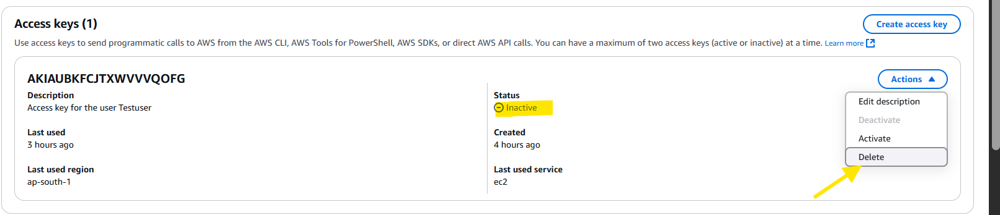 Access keys (1)
Create access key
Use access keys to send programmatic calls to AWS from the AWS CLI, AWS Tools for PowerShell, AWS SDKs, or direct AWS API calls. You can have a maximum of two access keys (active or inactive) at a time. Learn more
AKIAUBKFCJTXWVVVQOFG
Actions
Description
Access key for the user Testuser
Status
Inactive
Edit description
Deactivate
Activate
Delete
Last used
3 hours ago
Created
4 hours ago
Last used region
ap-south-1
Last used service
ec2